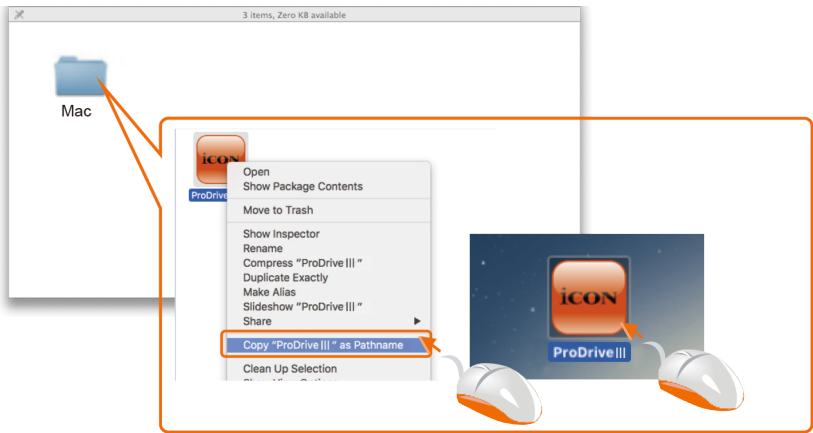 3 items, Zero KB available
Mac
iCON
ProDrive
Open
Show Package Contents
Move to Trash
Show Inspector
Rename
Compress "ProDrive III "
Duplicate Exactly
Make Alias
Slideshow "ProDrive III "
Share
Copy "ProDrive III " as Pathname
Clean Up Selection
iCON
ProDrive III